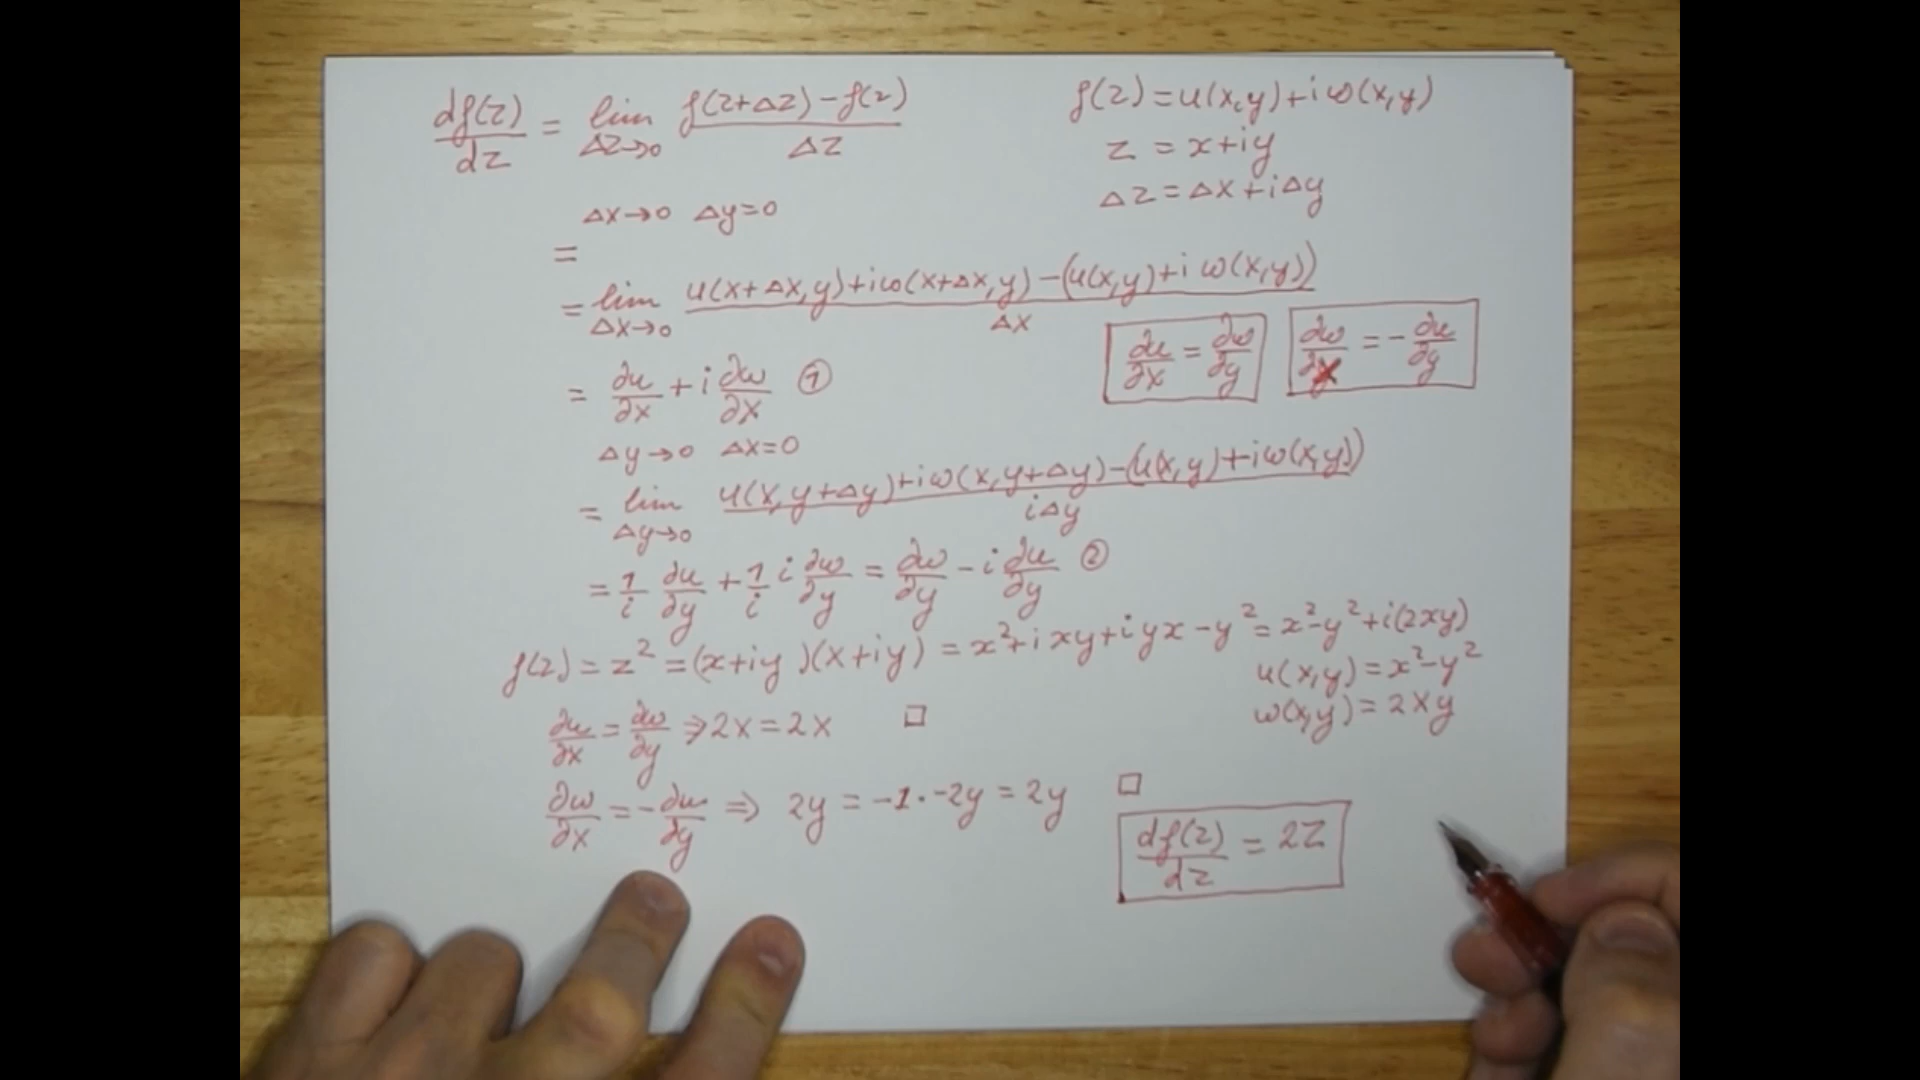 df(z)/dz = lim Δz→0 (f(z+Δz)−f(z))/Δz
f(z)=u(x,y)+iω(x,y)
z = x+iy
Δz=Δx+iΔy
Δx→0 Δy=0
=
=lim Δx→0 (u(x+Δx,y)+iω(x+Δx,y)−(u(x,y)+iω(x,y)))/Δx
∂u/∂x = ∂ω/∂y
∂ω/∂x = −∂u/∂y
= ∂u/∂x + i ∂ω/∂x ①
Δy→0 Δx=0
= lim Δy→0 (u(x,y+Δy)+iω(x,y+Δy)−(u(x,y)+iω(x,y)))/iΔy
= 1/i ∂u/∂y + 1/i i ∂ω/∂y = ∂ω/∂y − i ∂u/∂y ②
f(z) = z² = (x+iy)(x+iy) = x²+ixy+iyx−y² = x²−y²+i(2xy)
u(x,y)=x²−y²
ω(x,y)=2xy
∂u/∂x = ∂ω/∂y ⇒ 2x=2x □
∂ω/∂x = −∂u/∂y ⇒ 2y = −1·−2y = 2y □
df(z)/dz = 2z